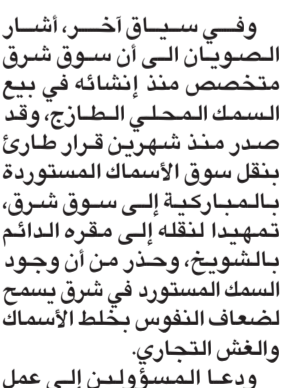 وفي سياق آخر، أشار
الصويان الى أن سوق شرق
متخصص منذ إنشائه في بيع
السمك المحلي الطازج، وقد
صدر منذ شهرين قرار طارئ
بنقل سوق الأسماك المستوردة
بالمباركية إلى سوق شرق،
تمهيدا لنقله إلى مقره الدائم
بالشويخ، وحذر من أن وجود
السمك المستورد في شرق يسمح
لضعاف النفوس بخلط الأسماك
والغش التجاري.
ودعا المسؤولين إلى عمل